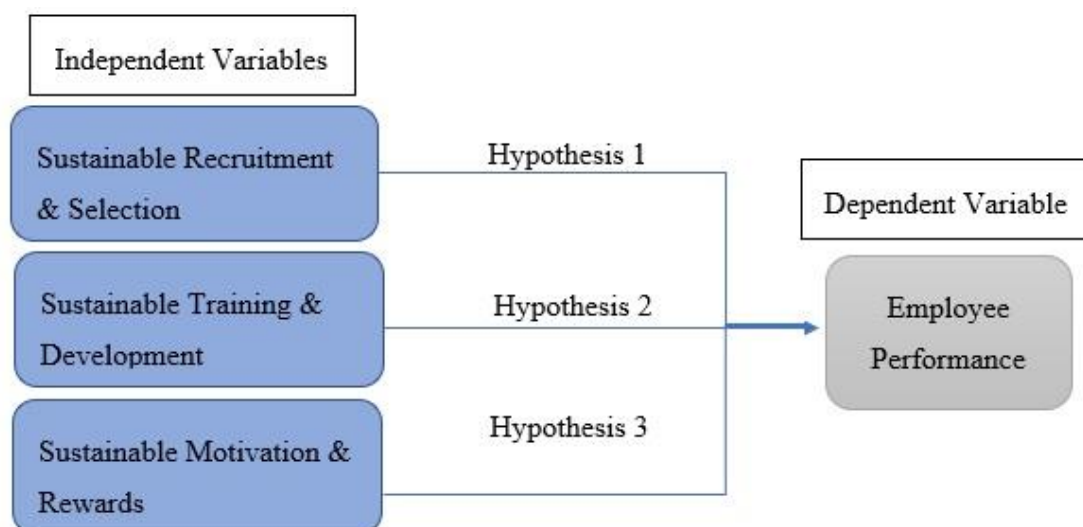 Independent Variables
Sustainable Recruitment
& Selection
Hypothesis 1
Dependent Variable
Sustainable Training &
Development
Hypothesis 2
Employee
Performance
Sustainable Motivation &
Rewards
Hypothesis 3